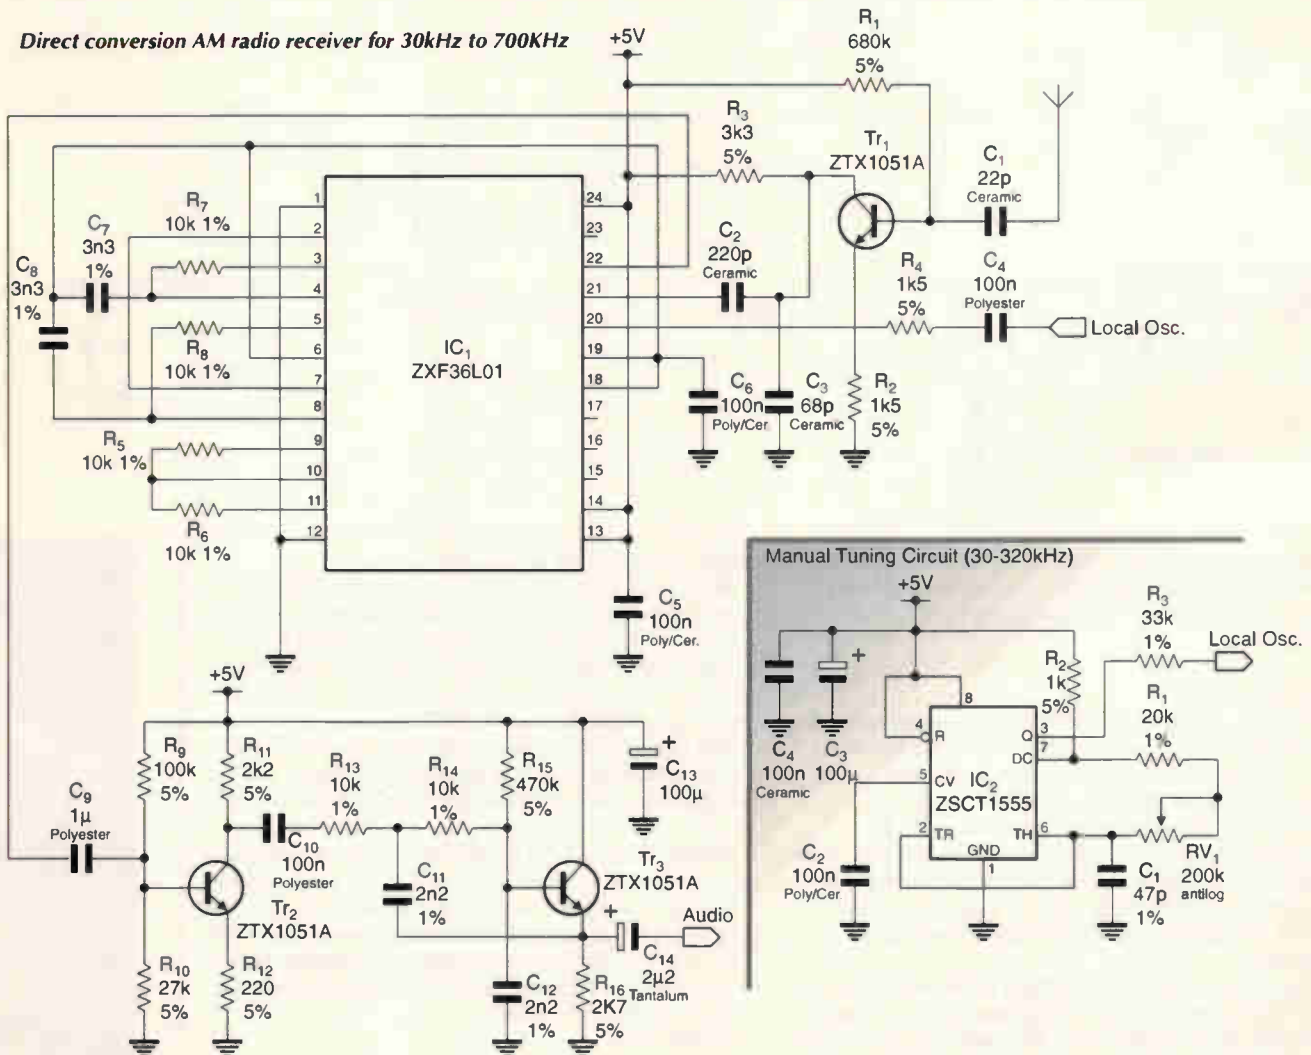 Direct conversion AM radio receiver for 30kHz to 700KHz
+5V
R1
680k
5%
R3
3k3
5%
Tr1
ZTX1051A
C1
22p
Ceramic
C2
220p
Ceramic
R4
1k5
5%
C4
100n
Polyester
Local Osc.
C6
100n
Poly/Cer.
C3
68p
Ceramic
R2
1k5
5%
R7
10k 1%
C7
3n3
1%
C8
3n3
1%
R8
10k 1%
R5
10k 1%
R6
10k 1%
1
2
3
4
5
6
7
8
9
10
11
12
IC1
ZXF36L01
24
23
22
21
20
19
18
17
16
15
14
13
C5
100n
Poly/Cer.
+5V
R9
100k
5%
R11
2k2
5%
C9
1µ
Polyester
C10
100n
Polyester
R13
10k
1%
R14
10k
1%
R15
470k
5%
C13
+
100µ
C11
2n2
1%
Tr2
ZTX1051A
Tr3
ZTX1051A
R10
27k
5%
R12
220
5%
C12
2n2
1%
R16
2K7
5%
+
C14
2µ2
Tantalum
Audio
Manual Tuning Circuit (30-320kHz)
+5V
C4
100n
Ceramic
+
C3
100µ
R2
1k
5%
R3
33k
1%
Local Osc.
R1
20k
1%
8
4
R
3
Q
7
DC
5
CV
IC2
ZSCT1555
2
TR
6
TH
GND
1
C2
100n
Poly/Cer.
C1
47p
1%
RV1
200k
antilog